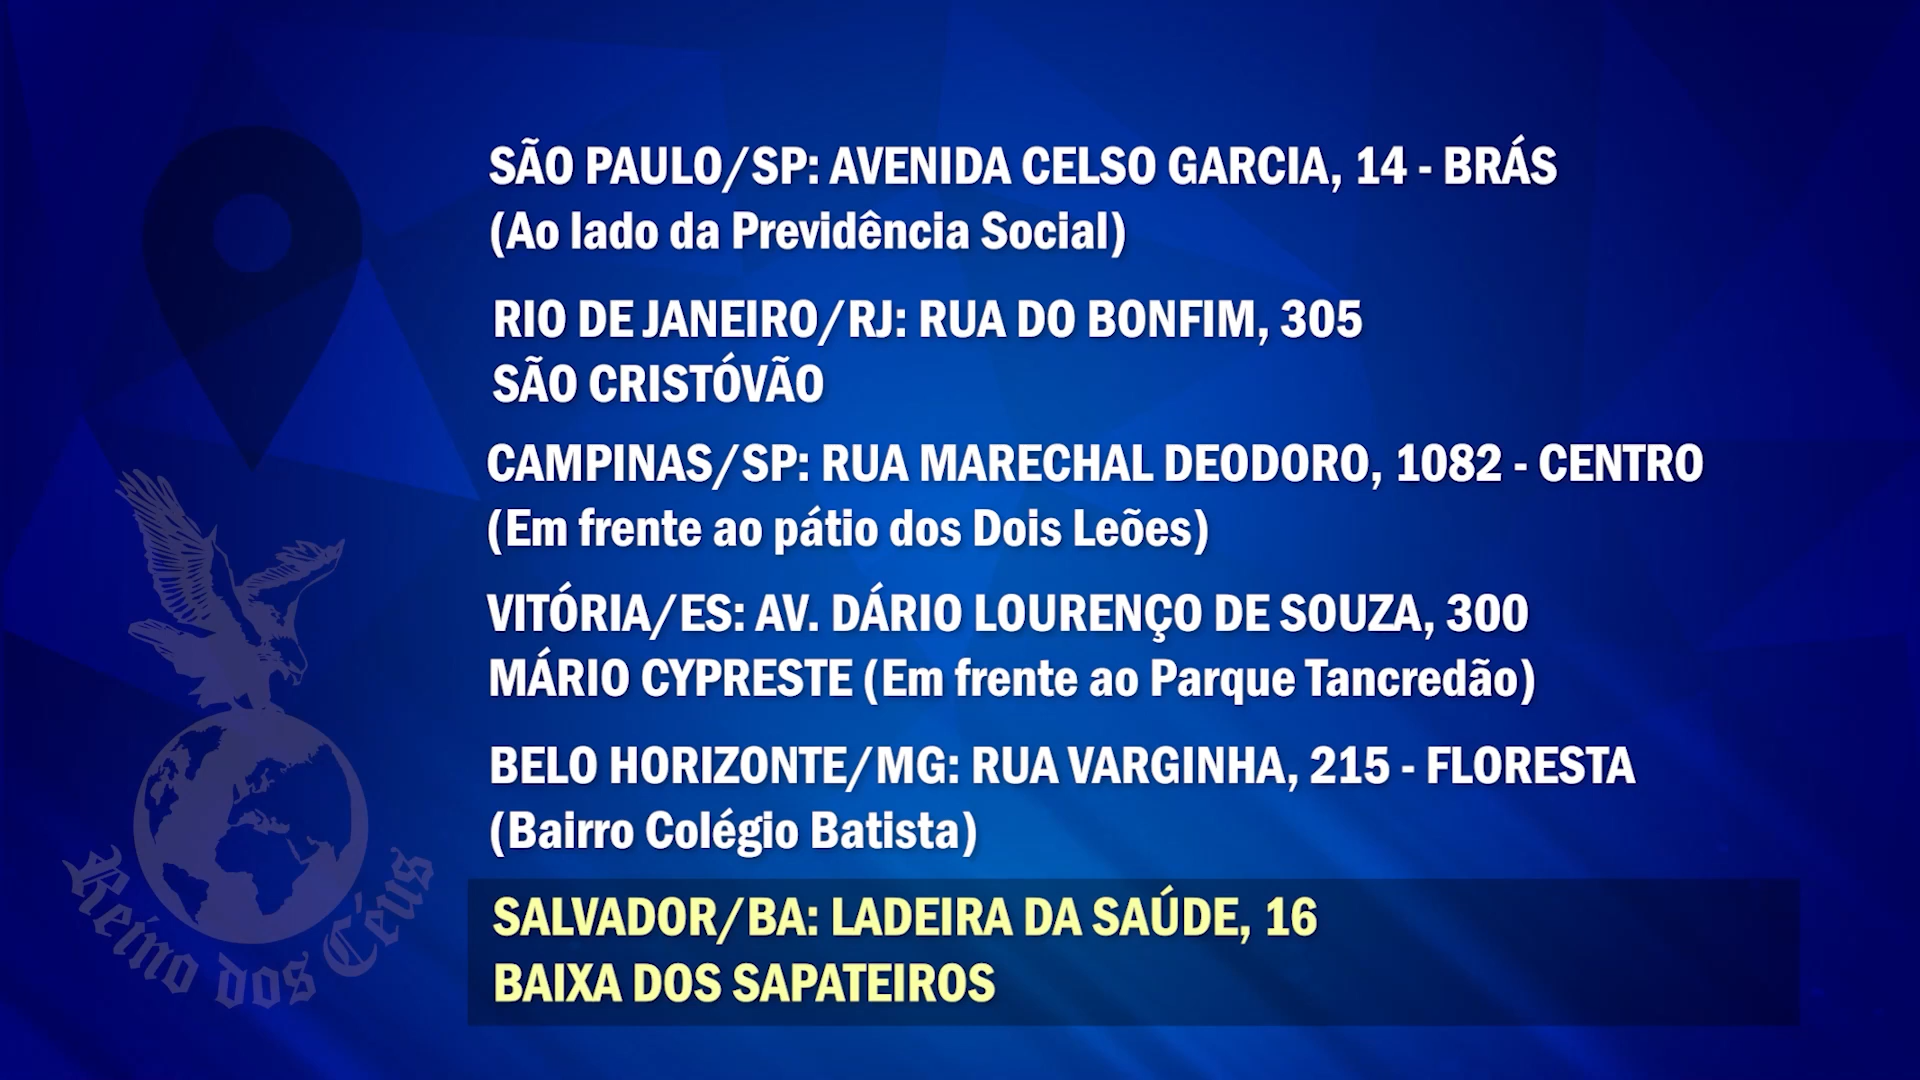 SÃO PAULO/SP: AVENIDA CELSO GARCIA, 14 - BRÁS
(Ao lado da Previdência Social)
RIO DE JANEIRO/RJ: RUA DO BONFIM, 305
SÃO CRISTÓVÃO
CAMPINAS/SP: RUA MARECHAL DEODORO, 1082 - CENTRO
(Em frente ao pátio dos Dois Leões)
VITÓRIA/ES: AV. DÁRIO LOURENÇO DE SOUZA, 300
MÁRIO CYPRESTE (Em frente ao Parque Tancredão)
BELO HORIZONTE/MG: RUA VARGINHA, 215 - FLORESTA
(Bairro Colégio Batista)
SALVADOR/BA: LADEIRA DA SAÚDE, 16
BAIXA DOS SAPATEIROS
Reino dos Céus